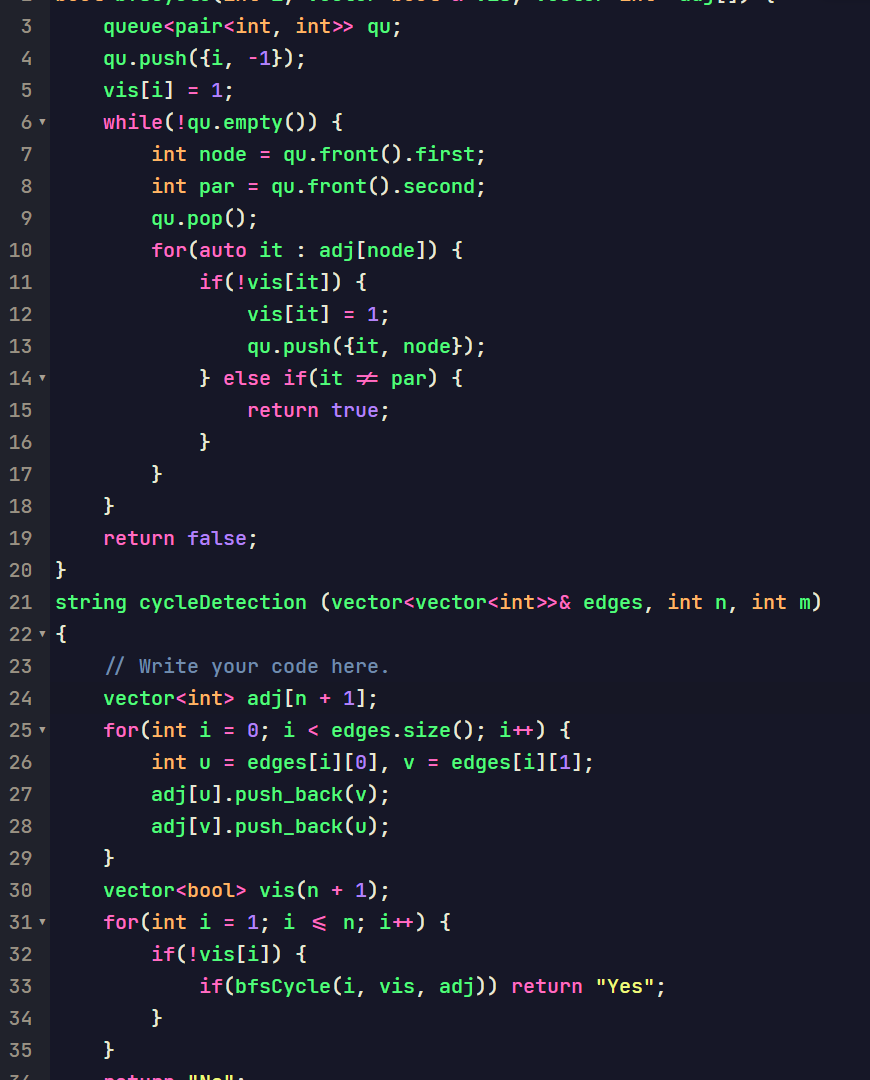 3 queue<pair<int, int>> qu;
4 qu.push({i, -1});
5 vis[i] = 1;
6 while(!qu.empty()) {
7 int node = qu.front().first;
8 int par = qu.front().second;
9 qu.pop();
10 for(auto it : adj[node]) {
11 if(!vis[it]) {
12 vis[it] = 1;
13 qu.push({it, node});
14 } else if(it != par) {
15 return true;
16 }
17 }
18 }
19 return false;
20 }
21 string cycleDetection (vector<vector<int>>& edges, int n, int m)
22 {
23 // Write your code here.
24 vector<int> adj[n + 1];
25 for(int i = 0; i < edges.size(); i++) {
26 int u = edges[i][0], v = edges[i][1];
27 adj[u].push_back(v);
28 adj[v].push_back(u);
29 }
30 vector<bool> vis(n + 1);
31 for(int i = 1; i <= n; i++) {
32 if(!vis[i]) {
33 if(bfsCycle(i, vis, adj)) return "Yes";
34 }
35 }